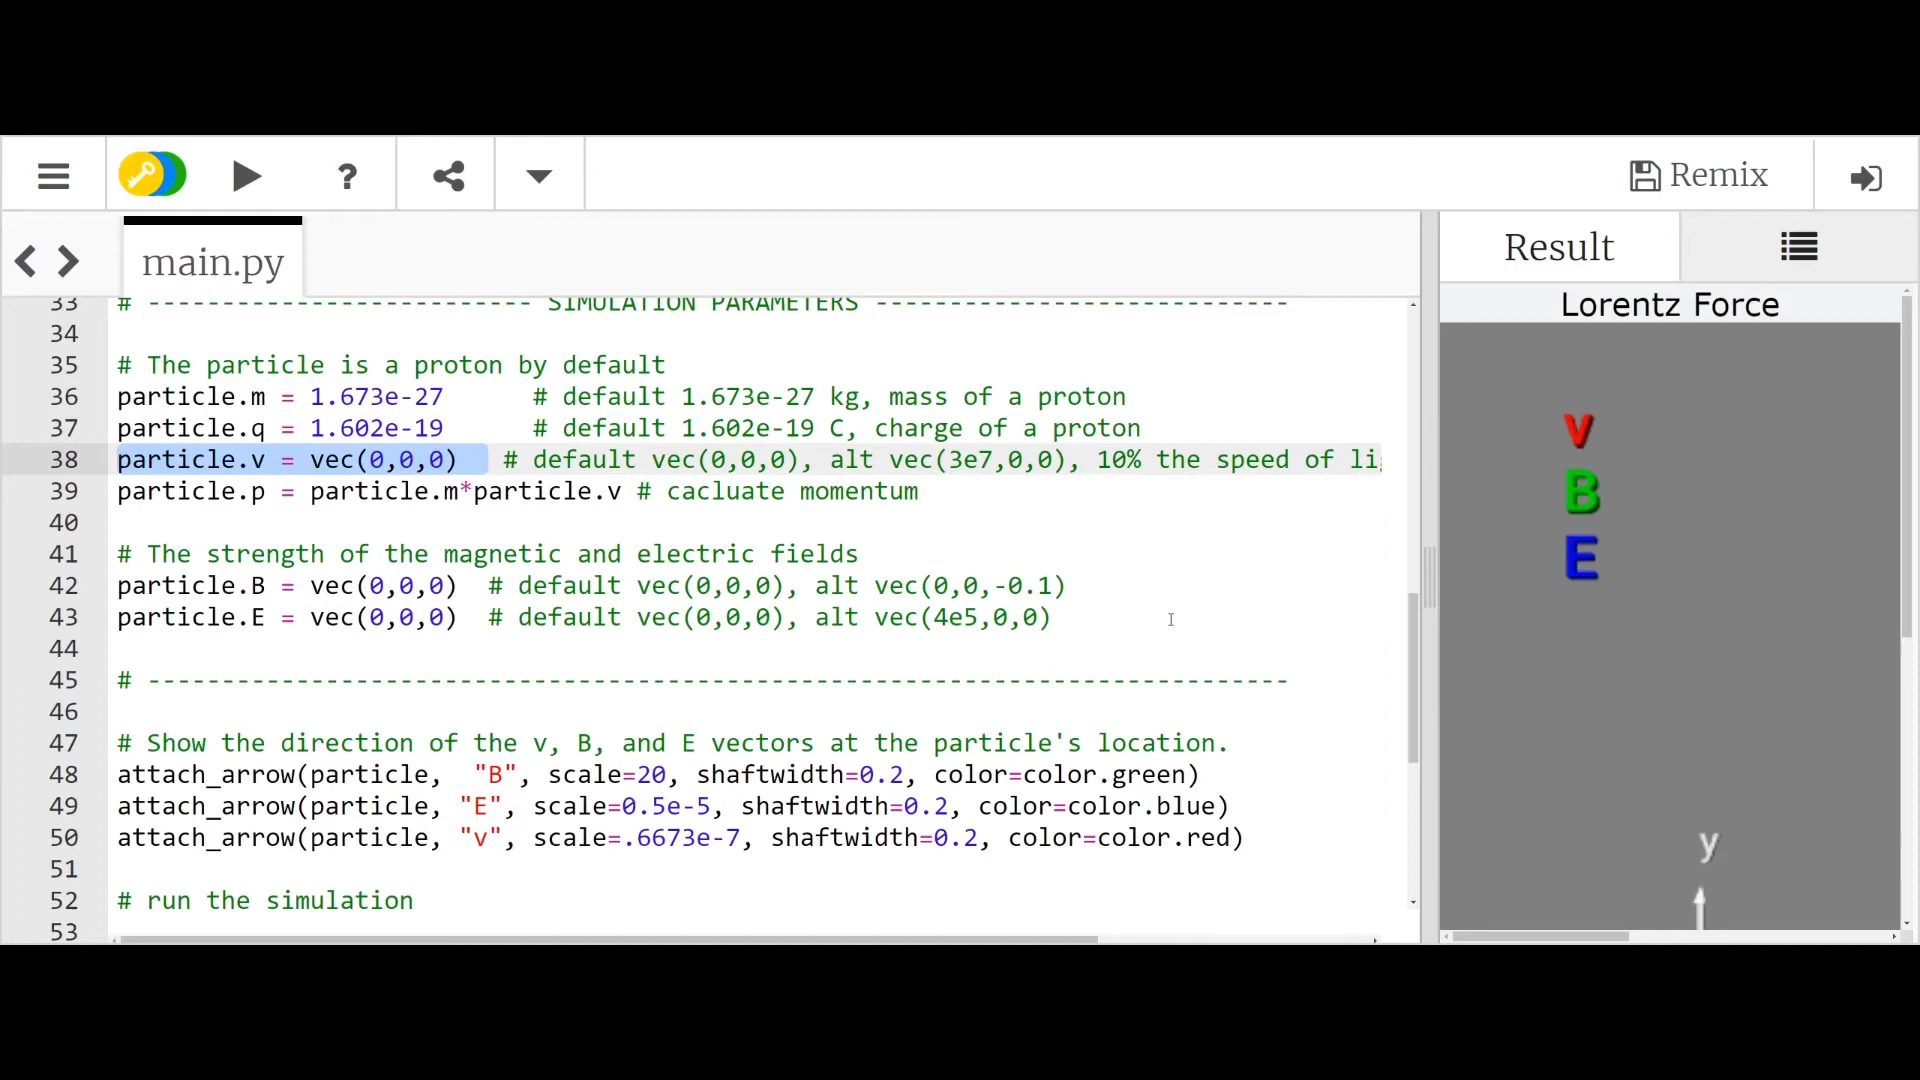 ?
Remix
main.py
Result
Lorentz Force
33 # -------------------------- SIMULATION PARAMETERS ----------------------------
34
35 # The particle is a proton by default
36 particle.m = 1.673e-27      # default 1.673e-27 kg, mass of a proton
37 particle.q = 1.602e-19      # default 1.602e-19 C, charge of a proton
38 particle.v = vec(0,0,0)   # default vec(0,0,0), alt vec(3e7,0,0), 10% the speed of li
39 particle.p = particle.m*particle.v # cacluate momentum
40
41 # The strength of the magnetic and electric fields
42 particle.B = vec(0,0,0)  # default vec(0,0,0), alt vec(0,0,-0.1)
43 particle.E = vec(0,0,0)  # default vec(0,0,0), alt vec(4e5,0,0)
44
45 # -----------------------------------------------------------------------------
46
47 # Show the direction of the v, B, and E vectors at the particle's location.
48 attach_arrow(particle,  "B", scale=20, shaftwidth=0.2, color=color.green)
49 attach_arrow(particle, "E", scale=0.5e-5, shaftwidth=0.2, color=color.blue)
50 attach_arrow(particle, "v", scale=.6673e-7, shaftwidth=0.2, color=color.red)
51
52 # run the simulation
53
v
B
E
y